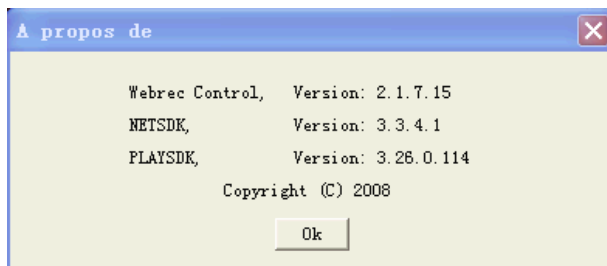 A propos de
Webrec Control, Version: 2.1.7.15
NETSDK, Version: 3.3.4.1
PLAYSDK, Version: 3.26.0.114
Copyright (C) 2008
Ok